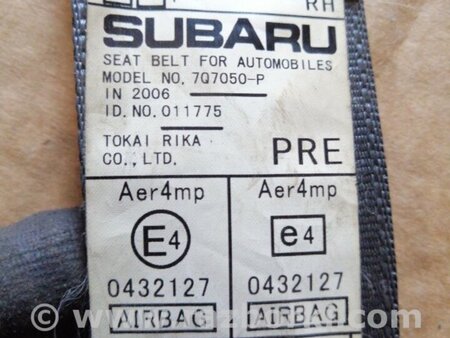 RH
SUBARU
SEAT BELT FOR AUTOMOBILES
MODEL NO. 7Q7050-P
IN 2006
ID.NO.011775
TOKAI RIKA
CO.,LTD. PRE
Aer4mp Aer4mp
E4 e4
0432127 0432127
AIRBAG AIRBAG